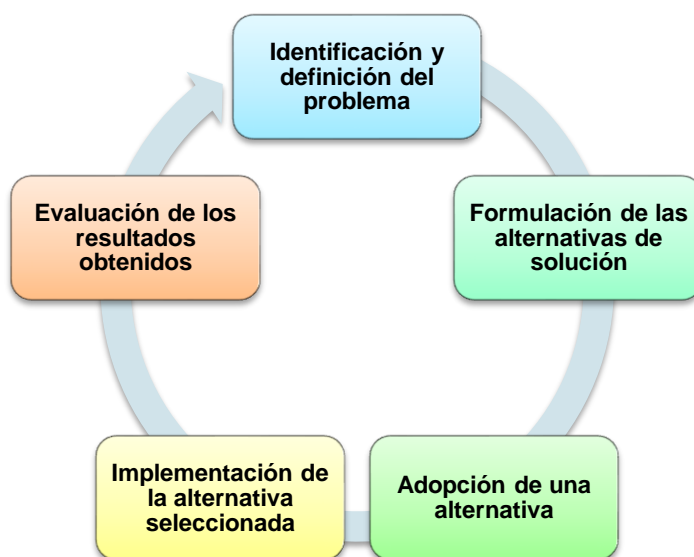 Identificación y
definición del
problema
Formulación de las
alternativas de
solución
Adopción de una
alternativa
Implementación de
la alternativa
seleccionada
Evaluación de los
resultados
obtenidos